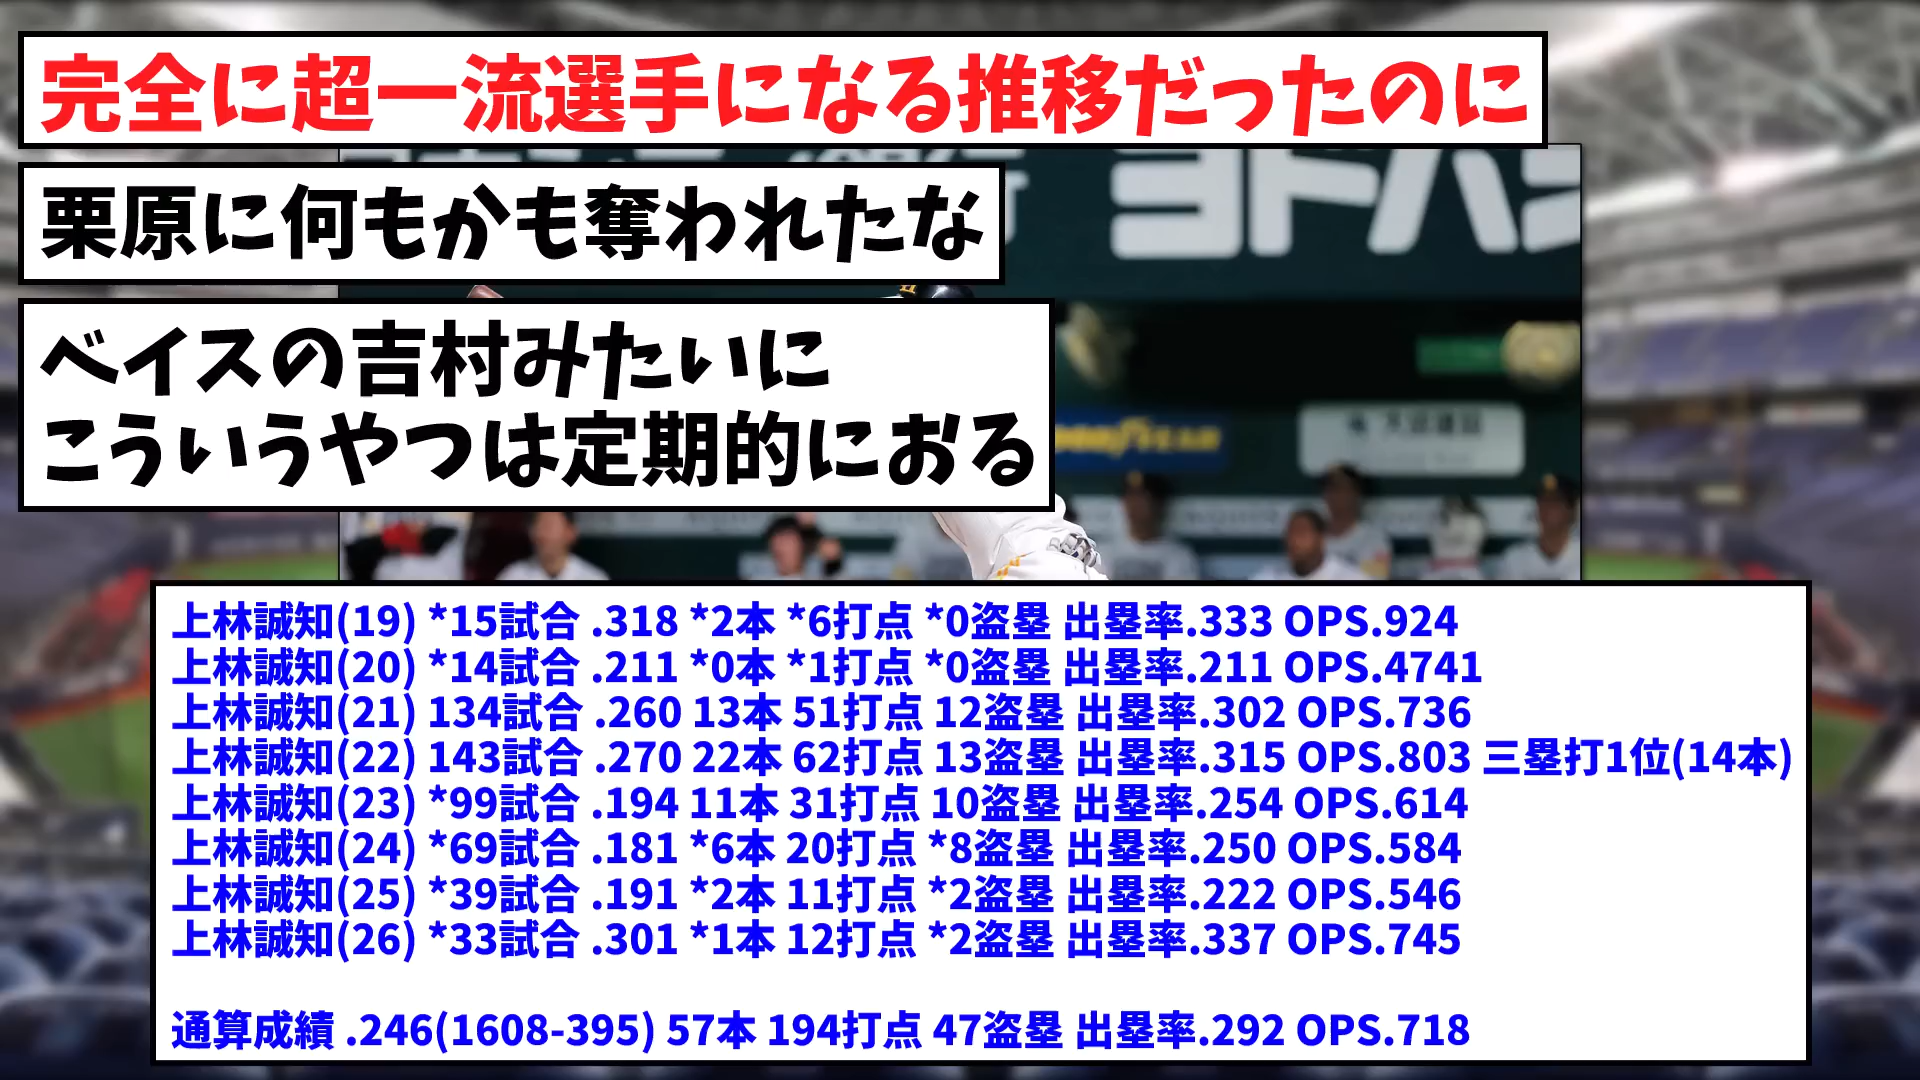 完全に超一流選手になる推移だったのに
栗原に何もかも奪われたな
ベイスの吉村みたいに
こういうやつは定期的におる
GOODYEAR
上林誠知(19) *15試合 .318 *2本 *6打点 *0盗塁 出塁率.333 OPS.924
上林誠知(20) *14試合 .211 *0本 *1打点 *0盗塁 出塁率.211 OPS.4741
上林誠知(21) 134試合 .260 13本 51打点 12盗塁 出塁率.302 OPS.736
上林誠知(22) 143試合 .270 22本 62打点 13盗塁 出塁率.315 OPS.803 三塁打1位(14本)
上林誠知(23) *99試合 .194 11本 31打点 10盗塁 出塁率.254 OPS.614
上林誠知(24) *69試合 .181 *6本 20打点 *8盗塁 出塁率.250 OPS.584
上林誠知(25) *39試合 .191 *2本 11打点 *2盗塁 出塁率.222 OPS.546
上林誠知(26) *33試合 .301 *1本 12打点 *2盗塁 出塁率.337 OPS.745
通算成績 .246(1608-395) 57本 194打点 47盗塁 出塁率.292 OPS.718